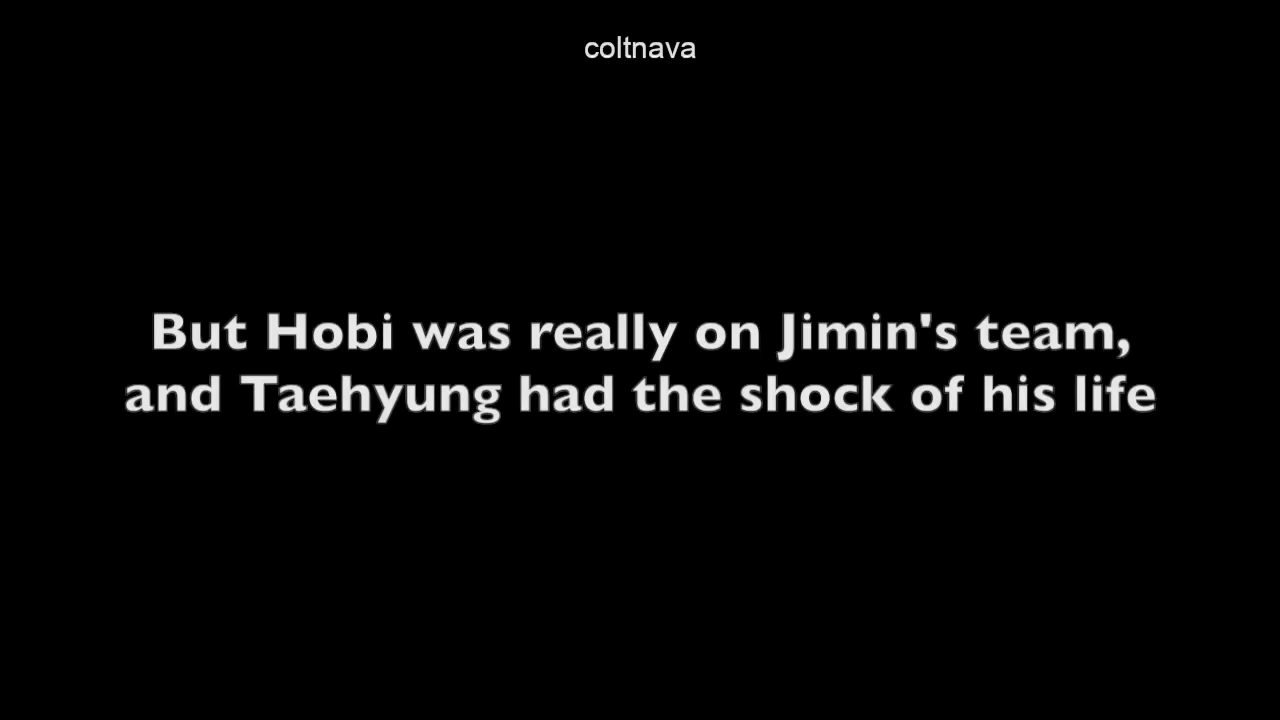 coltnava
But Hobi was really on Jimin's team,
and Taehyung had the shock of his life